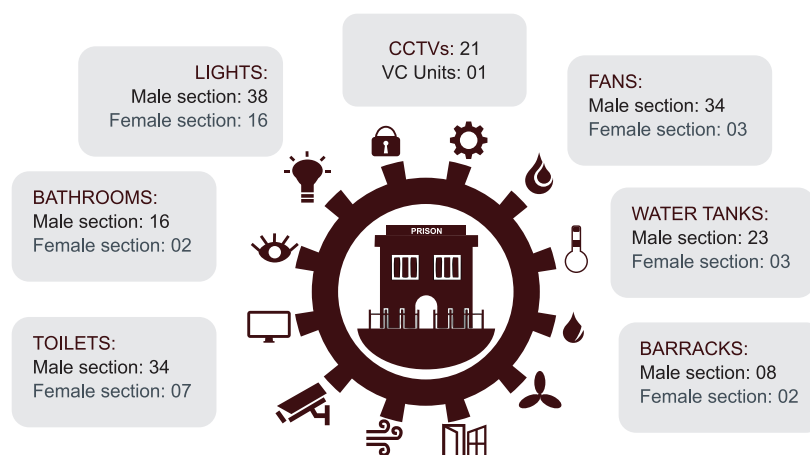 CCTVs: 21
VC Units: 01
LIGHTS:
Male section: 38
Female section: 16
FANS:
Male section: 34
Female section: 03
BATHROOMS:
Male section: 16
Female section: 02
PRISON
WATER TANKS:
Male section: 23
Female section: 03
TOILETS:
Male section: 34
Female section: 07
BARRACKS:
Male section: 08
Female section: 02